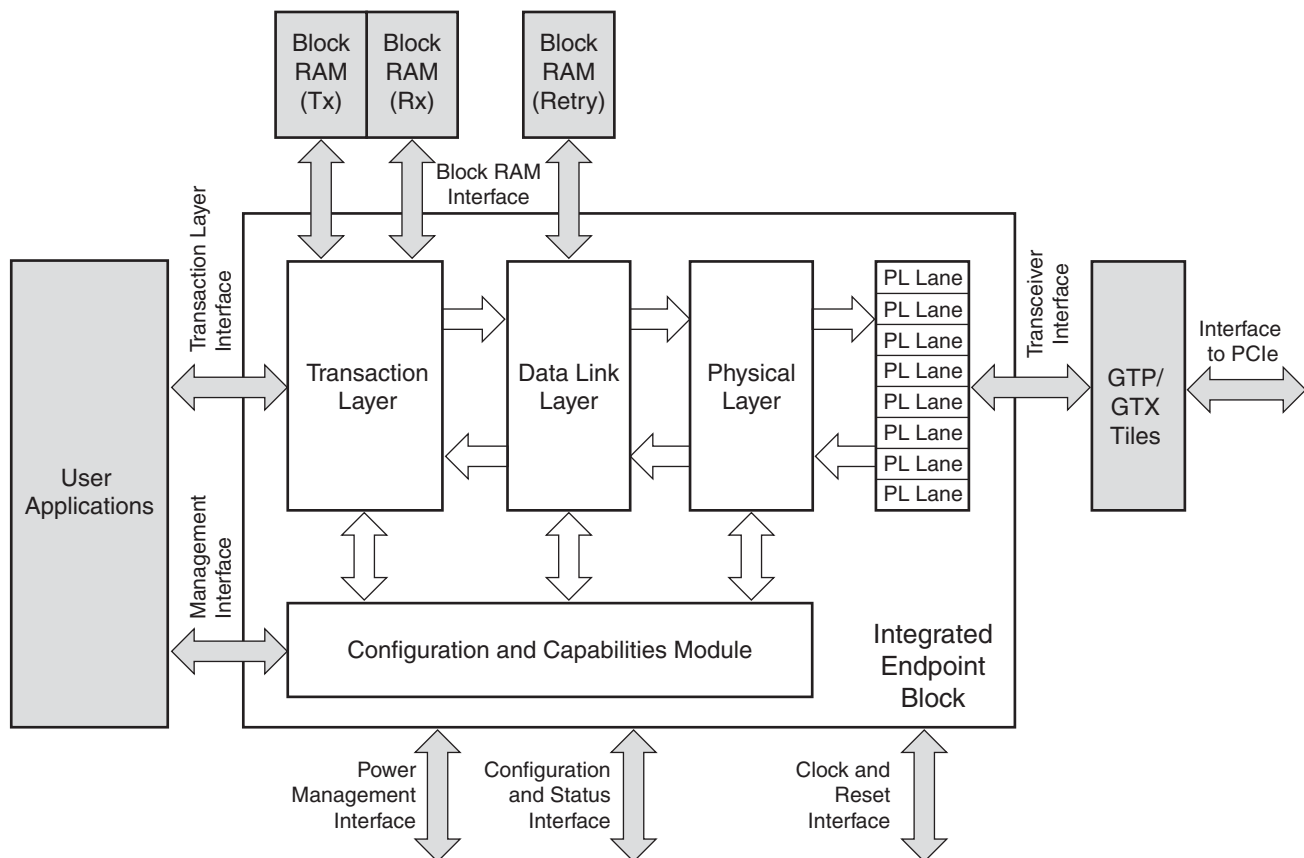 Block
RAM
(Tx)
Block
RAM
(Rx)
Block
RAM
(Retry)
Block RAM
Interface
Transaction Layer
Interface
Transceiver
Interface
User
Applications
Transaction
Layer
Data Link
Layer
Physical
Layer
PL Lane
PL Lane
PL Lane
PL Lane
PL Lane
PL Lane
PL Lane
PL Lane
GTP/
GTX
Tiles
Interface
to PCIe
Management
Interface
Configuration and Capabilities Module
Integrated
Endpoint
Block
Power
Management
Interface
Configuration
and Status
Interface
Clock and
Reset
Interface